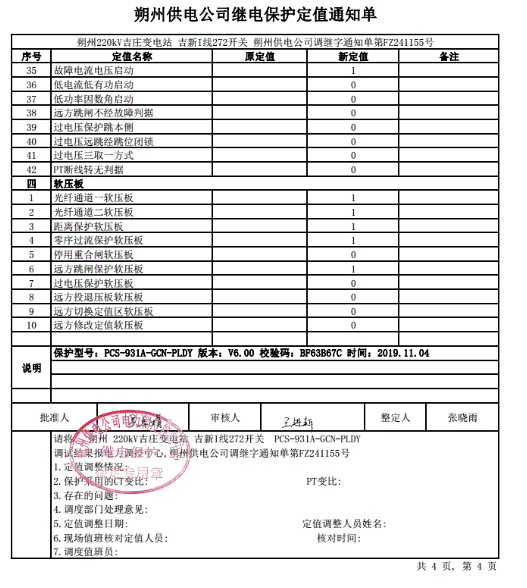 朔州供电公司继电保护定值通知单
朔州220kV吉庄变电站 吉新I线272开关 朔州供电公司调继字通知单第FZ241155号
序号 定值名称 原定值 新定值 备注
35 故障电流电压启动 1
36 低电流低有功启动 0
37 低功率因数角启动 0
38 远方跳闸不经故障判据 0
39 过电压保护跳本侧 0
40 过电压远跳经跳位闭锁 0
41 过电压三取一方式 0
42 PT断线转无判据 0
四 软压板
1 光纤通道一软压板 1
2 光纤通道二软压板 1
3 距离保护软压板 1
4 零序过流保护软压板 1
5 停用重合闸软压板 0
6 远方跳闸保护软压板 1
7 过电压保护软压板 0
8 远方投退压板软压板 0
9 远方切换定值区软压板 0
10 远方修改定值软压板 0
说明 保护型号：PCS-931A-GCN-PLDY 版本：V6.00 校验码：BF63B67C 时间：2019.11.04
批准人 审核人 整定人 张晓雨
请将 朔州 220kV吉庄变电站 吉新I线272开关 PCS-931A-GCN-PLDY
调试结果报电力调控中心,朔州供电公司调继字通知单第FZ241155号
1.定值调整情况:
2.保护采用的CT变比: PT变比:
3.存在的问题:
4.调度部门处理意见:
5.定值调整日期: 定值调整人员姓名:
6.现场值班核对定值人员: 核对时间:
7.调度值班员:
共 4 页, 第 4 页